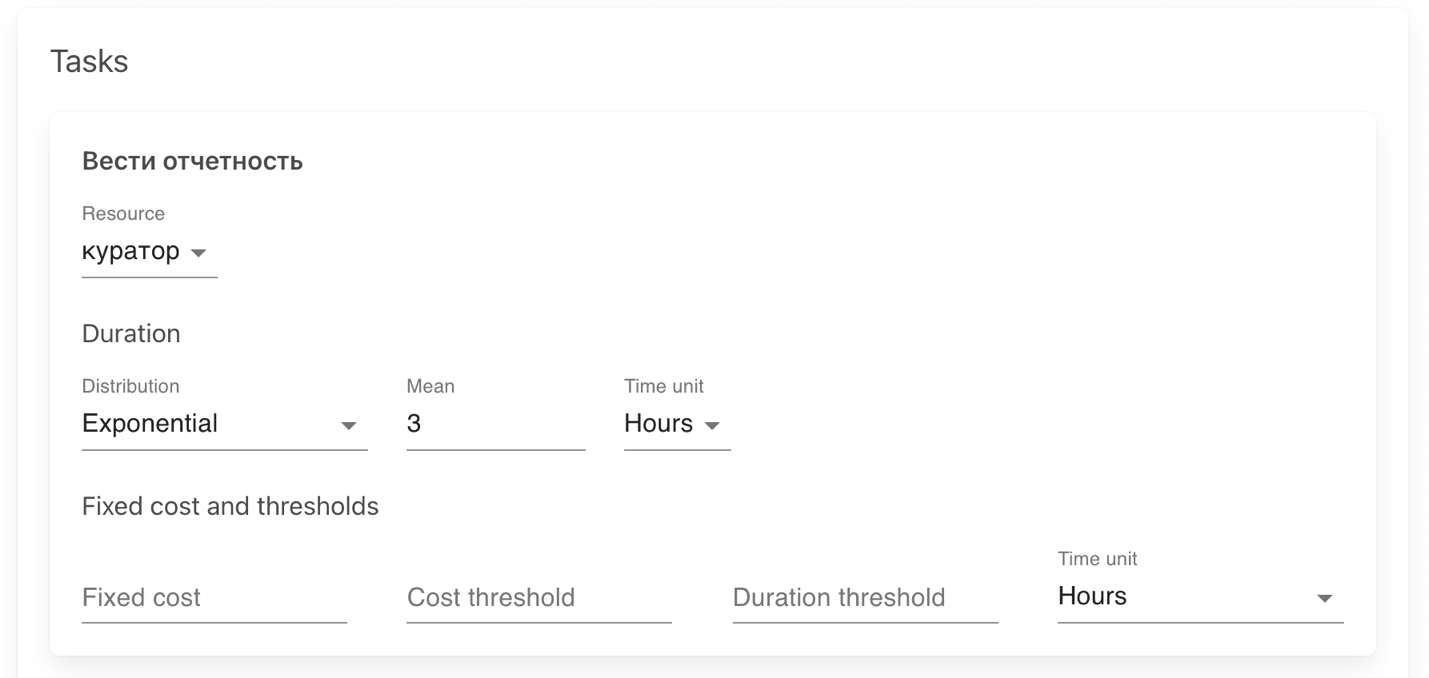 Tasks
Вести отчетность
Resource
куратор
Duration
Distribution Mean Time unit
Exponential 3 Hours
Fixed cost and thresholds
Time unit
Fixed cost Cost threshold Duration threshold Hours